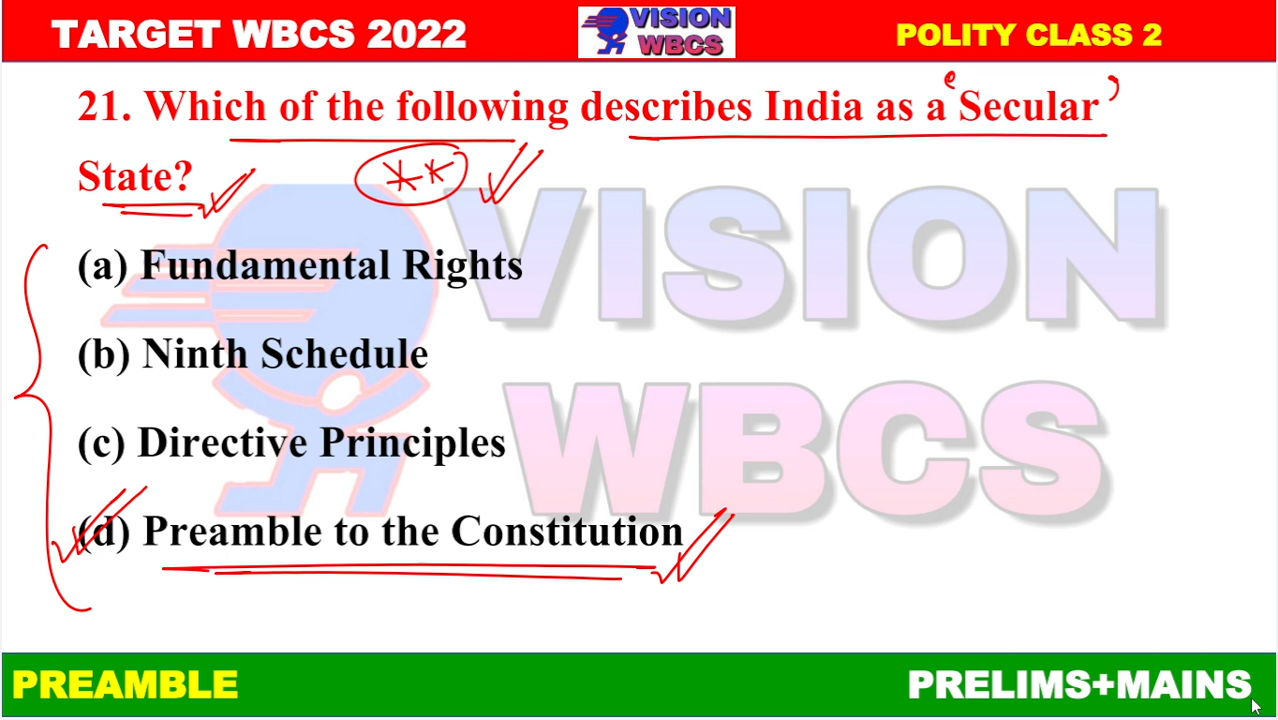 TARGET WBCS 2022
VISION
WBCS
POLITY CLASS 2
21. Which of the following describes India as a ‘Secular’
State?
**
(a) Fundamental Rights
(b) Ninth Schedule
(c) Directive Principles
(d) Preamble to the Constitution
VISION
WBCS
PREAMBLE
PRELIMS+MAINS